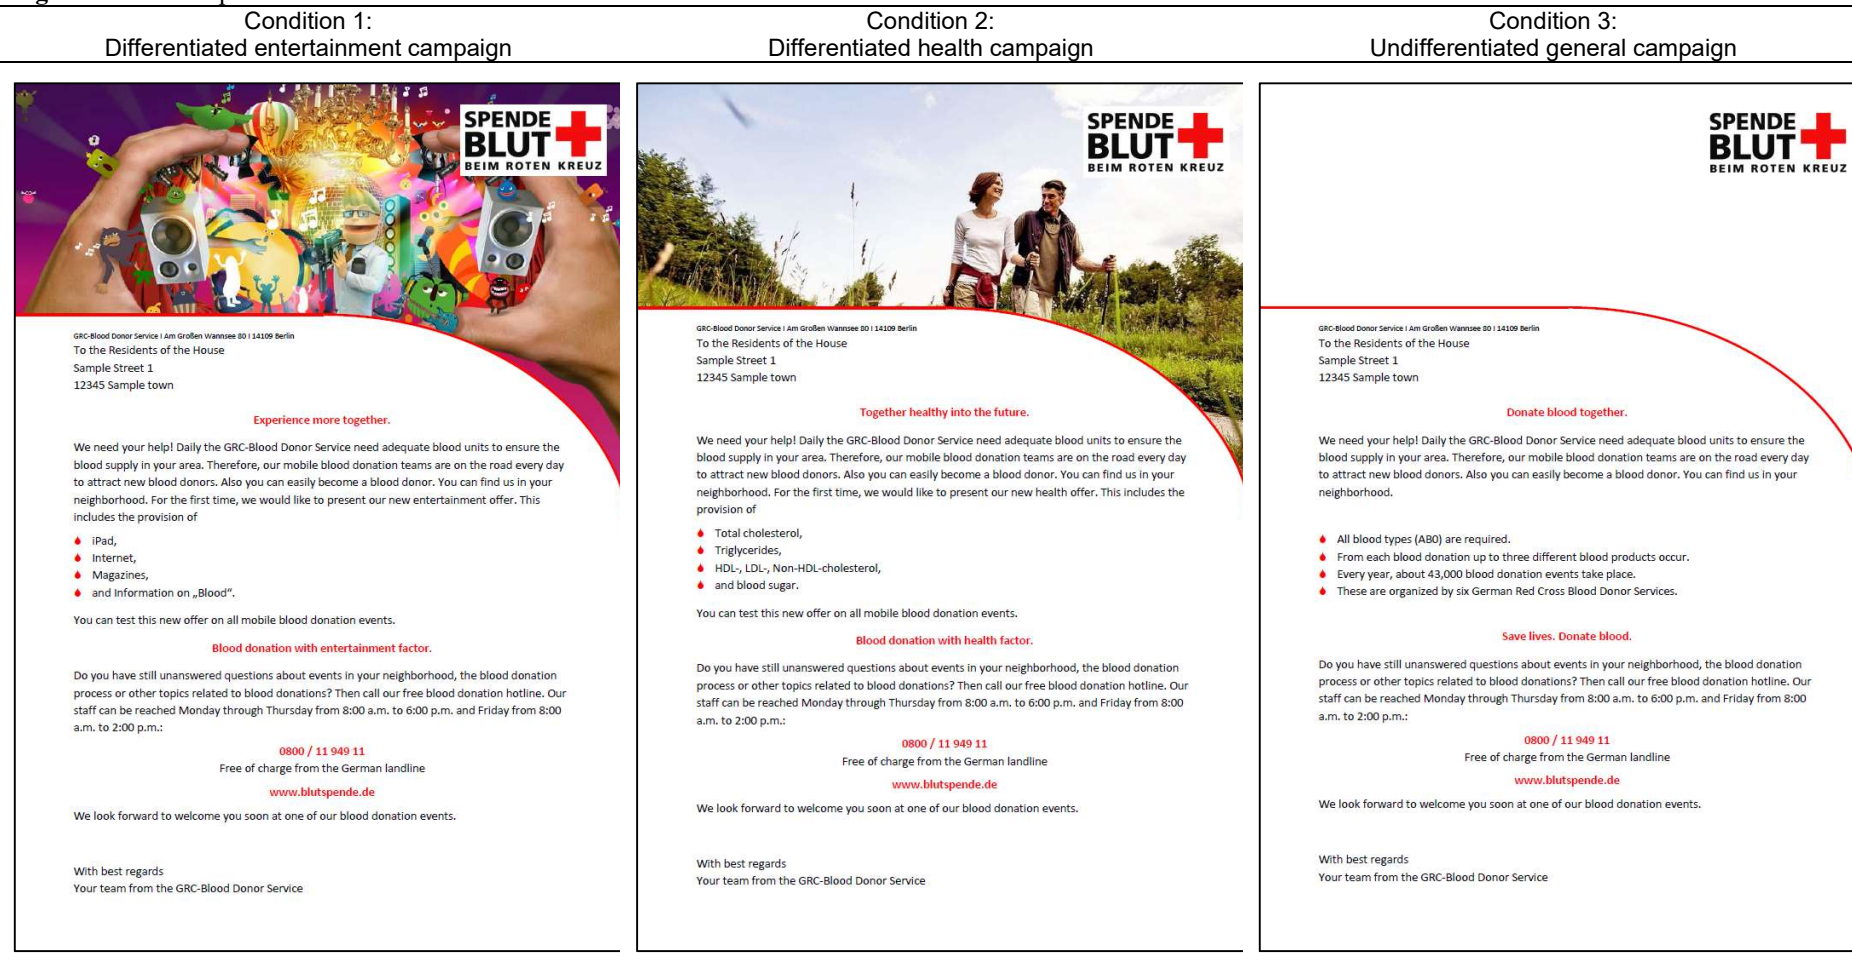 Condition 1:
Differentiated entertainment campaign
SPENDE
BLUT
BEIM ROTEN KREUZ
GRC-Blood Donor Service I Am Großen Wannsee 80 I 14109 Berlin
To the Residents of the House
Sample Street 1
12345 Sample town
Experience more together.
We need your help! Daily the GRC-Blood Donor Service need adequate blood units to ensure the
blood supply in your area. Therefore, our mobile blood donation teams are on the road every day
to attract new blood donors. Also you can easily become a blood donor. You can find us in your
neighborhood. For the first time, we would like to present our new entertainment offer. This
includes the provision of
iPad,
Internet,
Magazines,
and Information on „Blood“.
You can test this new offer on all mobile blood donation events.
Blood donation with entertainment factor.
Do you have still unanswered questions about events in your neighborhood, the blood donation
process or other topics related to blood donations? Then call our free blood donation hotline. Our
staff can be reached Monday through Thursday from 8:00 a.m. to 6:00 p.m. and Friday from 8:00
a.m. to 2:00 p.m.:
0800 / 11 949 11
Free of charge from the German landline
www.blutspende.de
We look forward to welcome you soon at one of our blood donation events.
With best regards
Your team from the GRC-Blood Donor Service
Condition 2:
Differentiated health campaign
SPENDE
BLUT
BEIM ROTEN KREUZ
GRC-Blood Donor Service I Am Großen Wannsee 80 I 14109 Berlin
To the Residents of the House
Sample Street 1
12345 Sample town
Together healthy into the future.
We need your help! Daily the GRC-Blood Donor Service need adequate blood units to ensure the
blood supply in your area. Therefore, our mobile blood donation teams are on the road every day
to attract new blood donors. Also you can easily become a blood donor. You can find us in your
neighborhood. For the first time, we would like to present our new health offer. This includes the
provision of
Total cholesterol,
Triglycerides,
HDL-, LDL-, Non-HDL-cholesterol,
and blood sugar.
You can test this new offer on all mobile blood donation events.
Blood donation with health factor.
Do you have still unanswered questions about events in your neighborhood, the blood donation
process or other topics related to blood donations? Then call our free blood donation hotline. Our
staff can be reached Monday through Thursday from 8:00 a.m. to 6:00 p.m. and Friday from 8:00
a.m. to 2:00 p.m.:
0800 / 11 949 11
Free of charge from the German landline
www.blutspende.de
We look forward to welcome you soon at one of our blood donation events.
With best regards
Your team from the GRC-Blood Donor Service
Condition 3:
Undifferentiated general campaign
SPENDE
BLUT
BEIM ROTEN KREUZ
GRC-Blood Donor Service I Am Großen Wannsee 80 I 14109 Berlin
To the Residents of the House
Sample Street 1
12345 Sample town
Donate blood together.
We need your help! Daily the GRC-Blood Donor Service need adequate blood units to ensure the
blood supply in your area. Therefore, our mobile blood donation teams are on the road every day
to attract new blood donors. Also you can easily become a blood donor. You can find us in your
neighborhood.
All blood types (AB0) are required.
From each blood donation up to three different blood products occur.
Every year, about 43,000 blood donation events take place.
These are organized by six German Red Cross Blood Donor Services.
Save lives. Donate blood.
Do you have still unanswered questions about events in your neighborhood, the blood donation
process or other topics related to blood donations? Then call our free blood donation hotline. Our
staff can be reached Monday through Thursday from 8:00 a.m. to 6:00 p.m. and Friday from 8:00
a.m. to 2:00 p.m.:
0800 / 11 949 11
Free of charge from the German landline
www.blutspende.de
We look forward to welcome you soon at one of our blood donation events.
With best regards
Your team from the GRC-Blood Donor Service